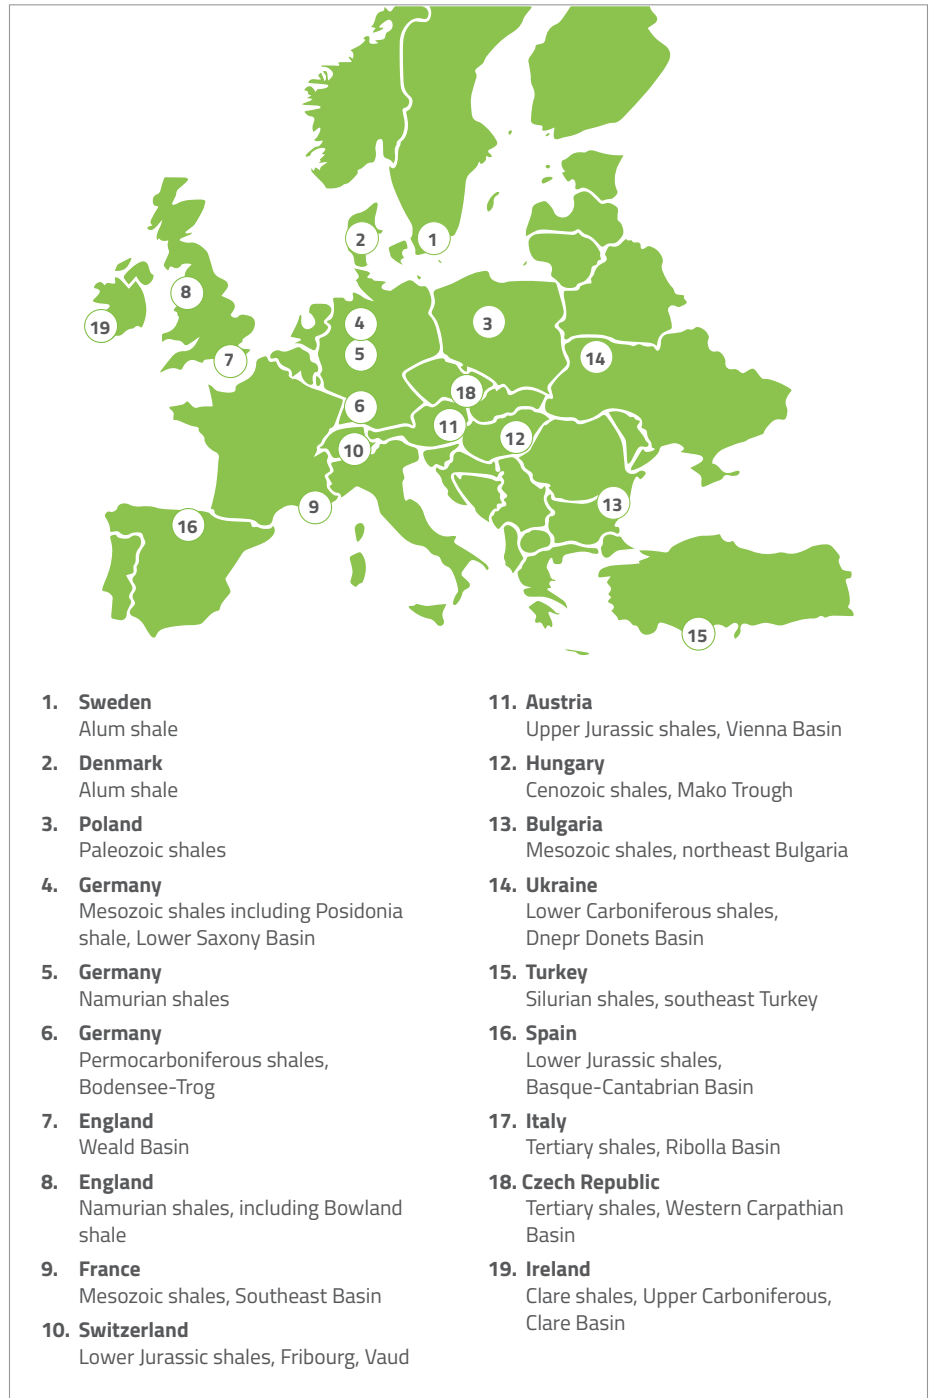 2
1
8
19
4
3
5
7
14
18
6
11
12
10
13
9
16
15
1. Sweden
Alum shale
2. Denmark
Alum shale
3. Poland
Paleozoic shales
4. Germany
Mesozoic shales including Posidonia
shale, Lower Saxony Basin
5. Germany
Namurian shales
6. Germany
Permocarboniferous shales,
Bodensee-Trog
7. England
Weald Basin
8. England
Namurian shales, including Bowland
shale
9. France
Mesozoic shales, Southeast Basin
10. Switzerland
Lower Jurassic shales, Fribourg, Vaud
11. Austria
Upper Jurassic shales, Vienna Basin
12. Hungary
Cenozoic shales, Mako Trough
13. Bulgaria
Mesozoic shales, northeast Bulgaria
14. Ukraine
Lower Carboniferous shales,
Dnepr Donets Basin
15. Turkey
Silurian shales, southeast Turkey
16. Spain
Lower Jurassic shales,
Basque-Cantabrian Basin
17. Italy
Tertiary shales, Ribolla Basin
18. Czech Republic
Tertiary shales, Western Carpathian
Basin
19. Ireland
Clare shales, Upper Carboniferous,
Clare Basin